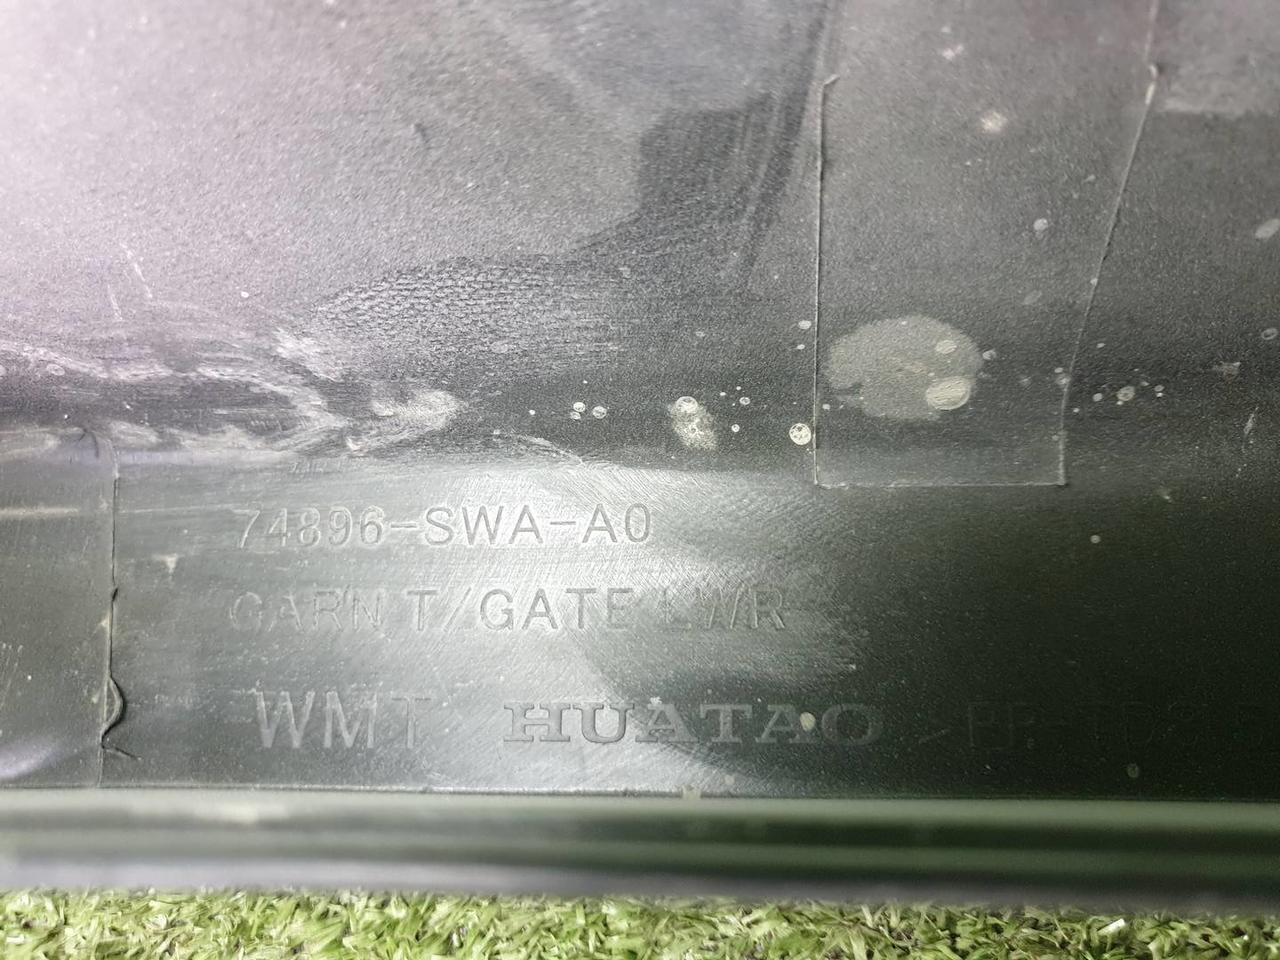 74896-SWA-A0
GARN T/GATE LWR
WMT HUATAO